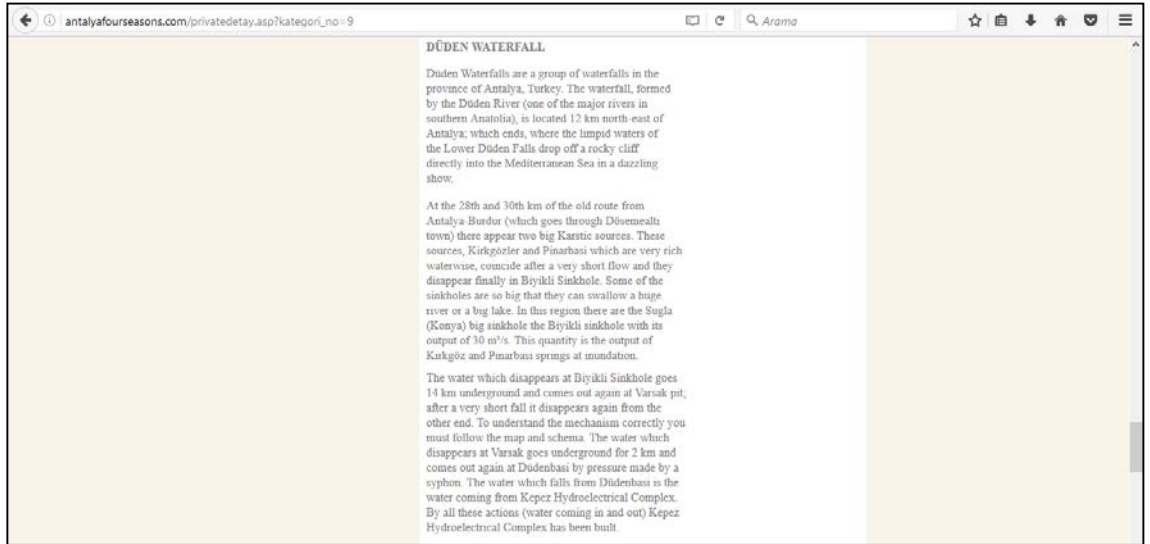 antalyafourseasons.com/privatedetay.asp?kategori_no=9
Arama
DÜDEN WATERFALL
Düden Waterfalls are a group of waterfalls in the
province of Antalya, Turkey. The waterfall, formed
by the Düden River (one of the major rivers in
southern Anatolia), is located 12 km north-east of
Antalya; which ends, where the limpid waters of
the Lower Düden Falls drop off a rocky cliff
directly into the Mediterranean Sea in a dazzling
show.
At the 28th and 30th km of the old route from
Antalya-Burdur (which goes through Dösemealtı
town) there appear two big Karstic sources. These
sources, Kirkgözler and Pinarbasi which are very rich
waterwise, coincide after a very short flow and they
disappear finally in Biyikli Sinkhole. Some of the
sinkholes are so big that they can swallow a huge
river or a big lake. In this region there are the Sugla
(Konya) big sinkhole the Biyikli sinkhole with its
output of 30 m³/s. This quantity is the output of
Kırkgöz and Pınarbası springs at inundation.
The water which disappears at Biyikli Sinkhole goes
14 km underground and comes out again at Varsak pit;
after a very short fall it disappears again from the
other end. To understand the mechanism correctly you
must follow the map and schema. The water which
disappears at Varsak goes underground for 2 km and
comes out again at Düdenbasi by pressure made by a
syphon. The water which falls from Düdenbası is the
water coming from Kepez Hydroelectrical Complex.
By all these actions (water coming in and out) Kepez
Hydroelectrical Complex has been built.